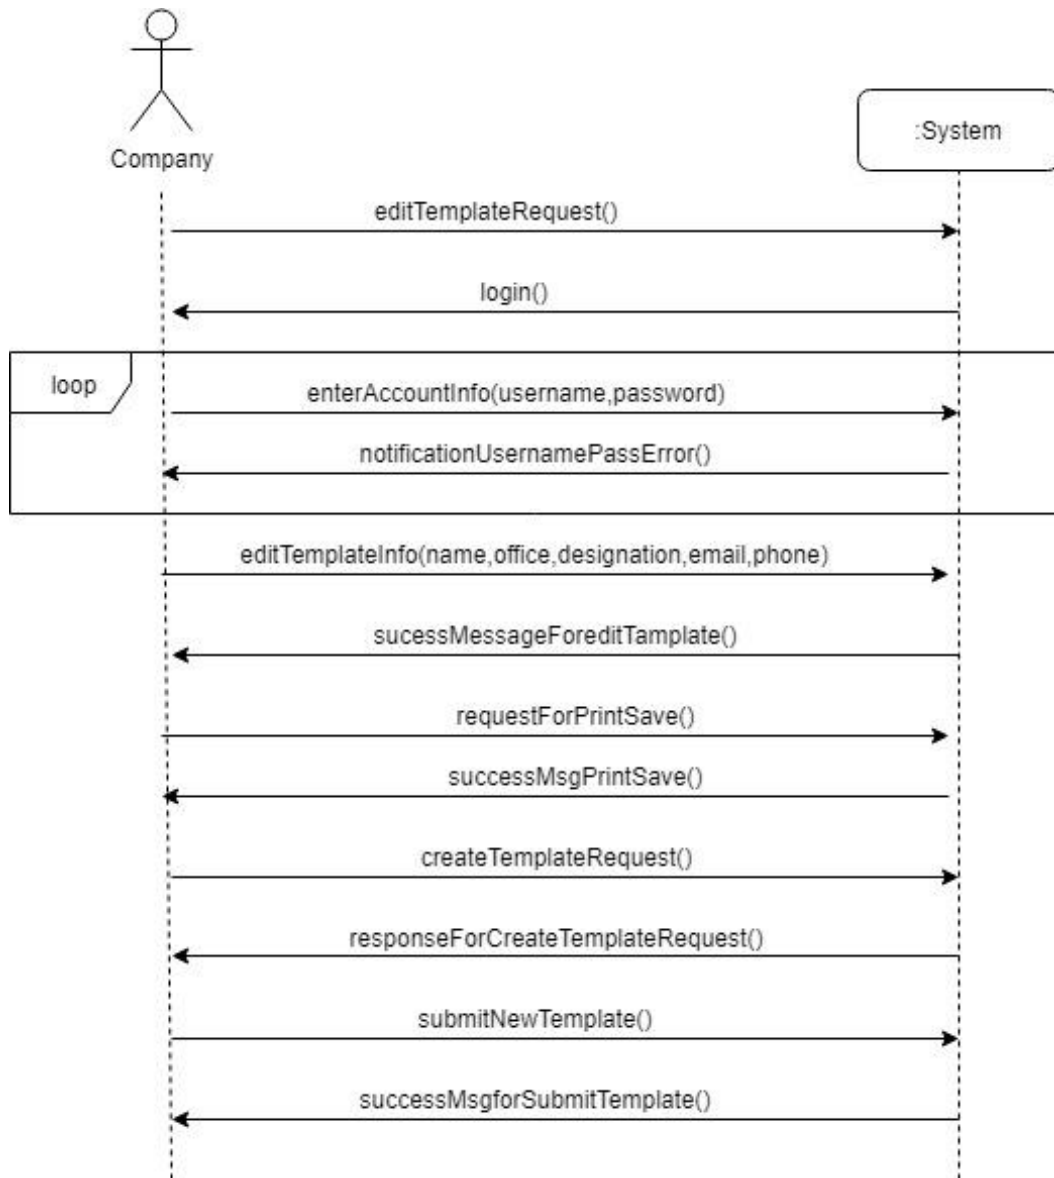 Company
:System
editTemplateRequest()
login()
loop
enterAccountInfo(username,password)
notificationUsernamePassError()
editTemplateInfo(name,office,designation,email,phone)
sucessMessageForeditTamplate()
requestForPrintSave()
successMsgPrintSave()
createTemplateRequest()
responseForCreateTemplateRequest()
submitNewTemplate()
successMsgforSubmitTemplate()